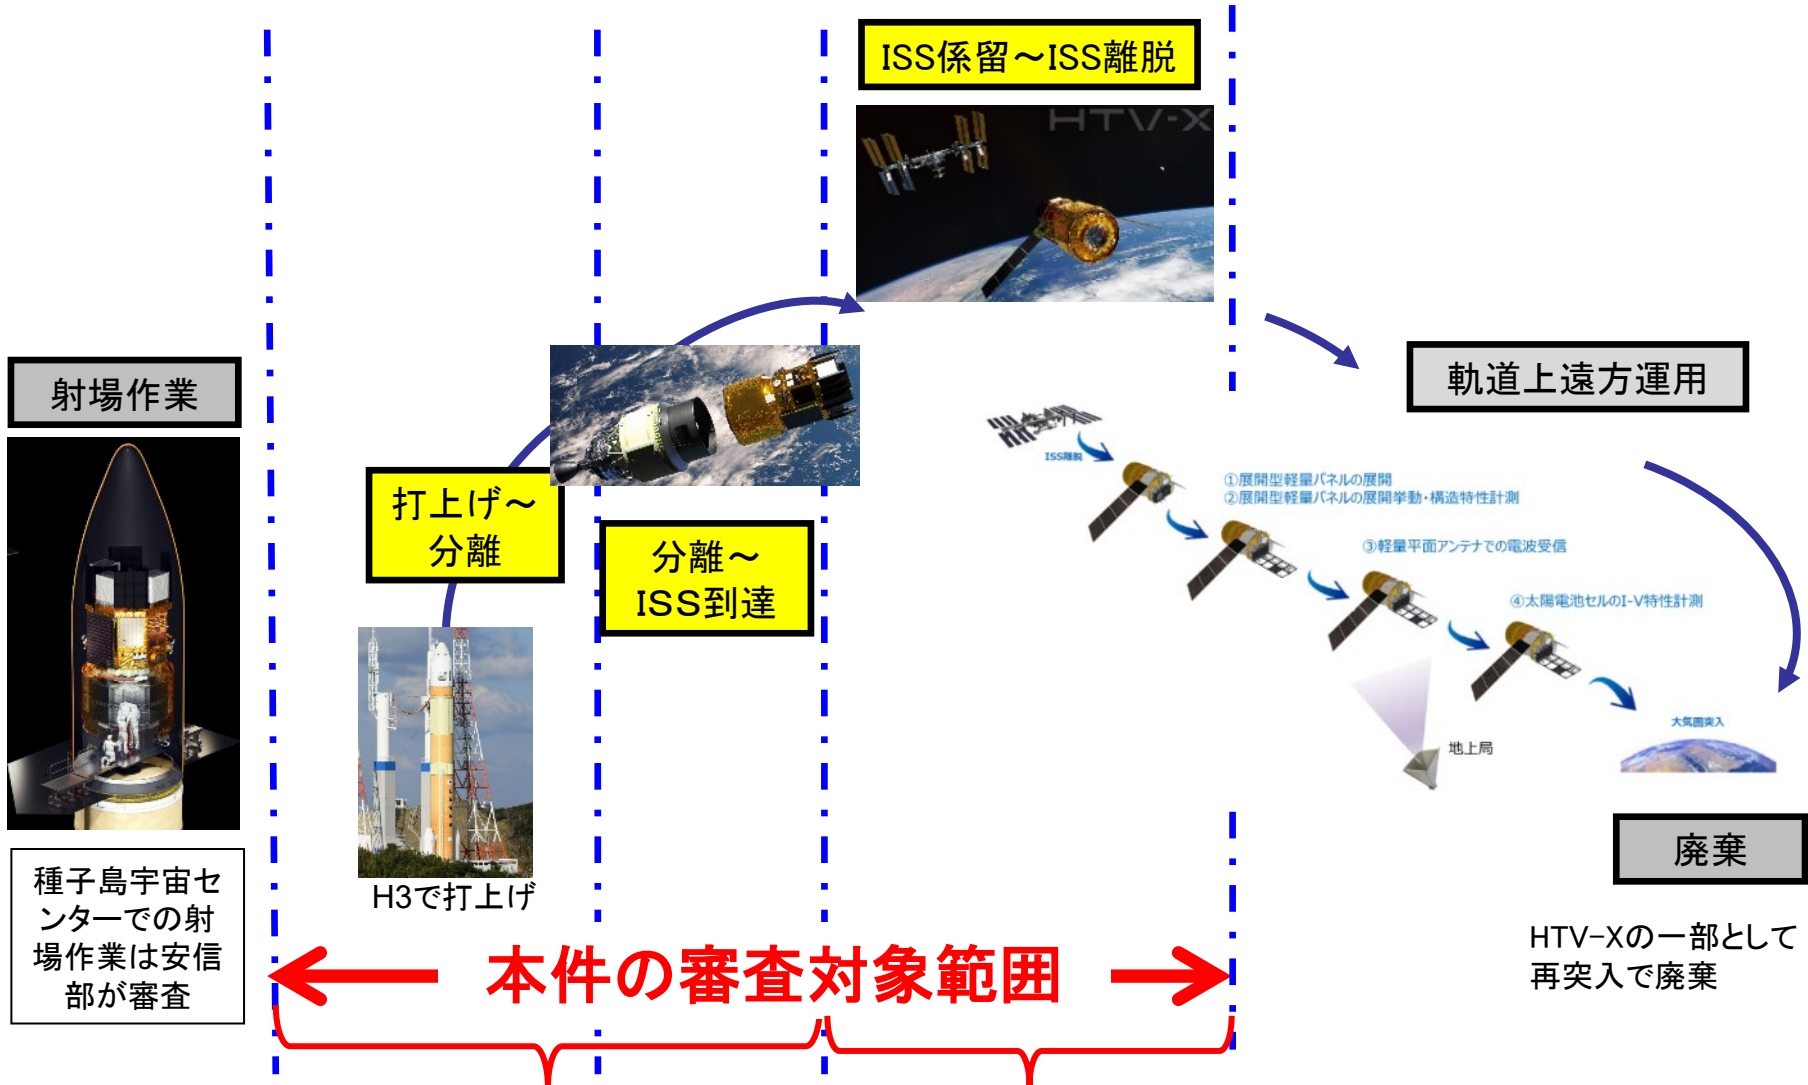 ISS係留～ISS離脱
HTV-X
射場作業
打上げ～
分離
分離～
ISS到達
軌道上遠方運用
ISS離脱
①展開型軽量パネルの展開
②展開型軽量パネルの展開挙動・構造特性計測
③軽量平面アンテナでの電波受信
④太陽電池セルのI-V特性計測
地上局
大気圏突入
廃棄
種子島宇宙セ
ンターでの射
場作業は安信
部が審査
H3で打上げ
HTV-Xの一部として
再突入で廃棄
本件の審査対象範囲